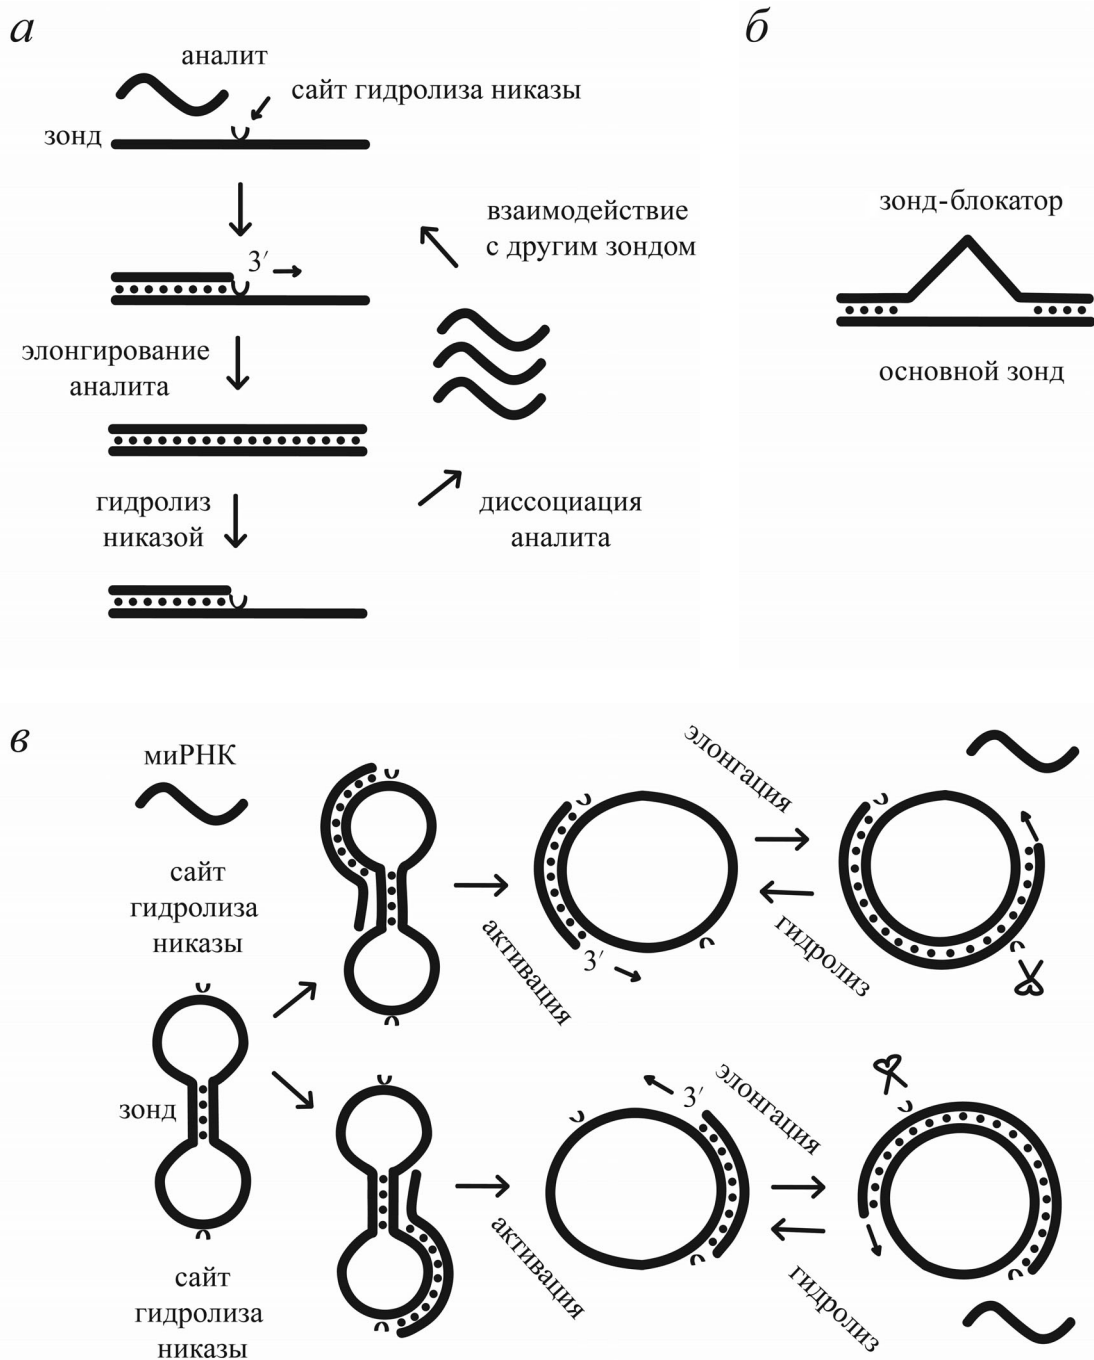 а
аналит
сайт гидролиза никазы
зонд
взаимодействие
с другим зондом
3′
элонгирование
аналита
гидролиз
никазой
диссоциация
аналита
б
зонд-блокатор
основной зонд
в
миРНК
сайт
гидролиза
никазы
зонд
сайт
гидролиза
никазы
активация
3′
элонгация
гидролиз
активация
3′
элонгация
гидролиз